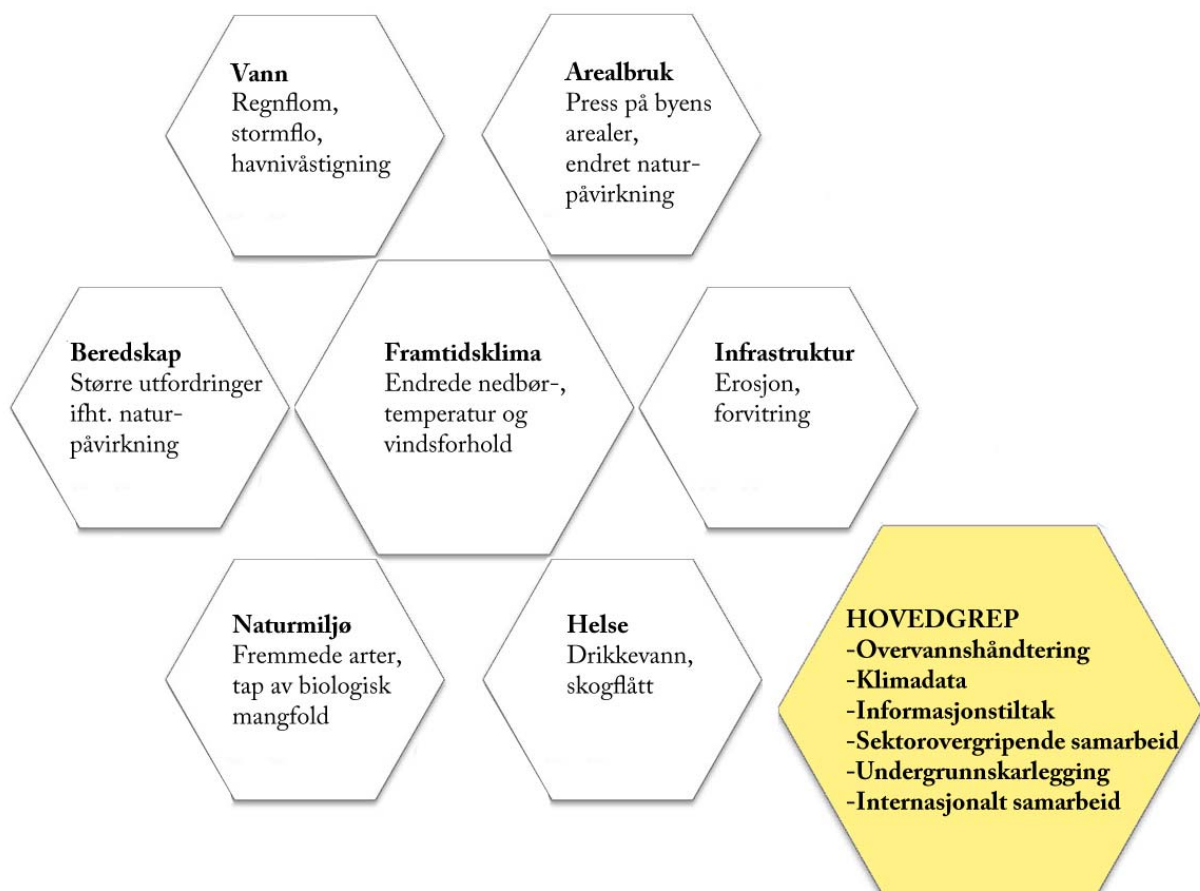 Vann
Regnflom,
stormflo,
havnivåstigning
Arealbruk
Press på byens
arealer,
endret natur-
påvirkning
Beredskap
Større utfordringer
ifht. natur-
påvirkning
Framtidsklima
Endrede nedbør-,
temperatur og
vindsforhold
Infrastruktur
Erosjon,
forvitring
Naturmiljø
Fremmede arter,
tap av biologisk
mangfold
Helse
Drikkevann,
skogflått
HOVEDGREP
-Overvannshåndtering
-Klimadata
-Informasjonstiltak
-Sektorovergripende samarbeid
-Undergrunnskarlegging
-Internasjonalt samarbeid